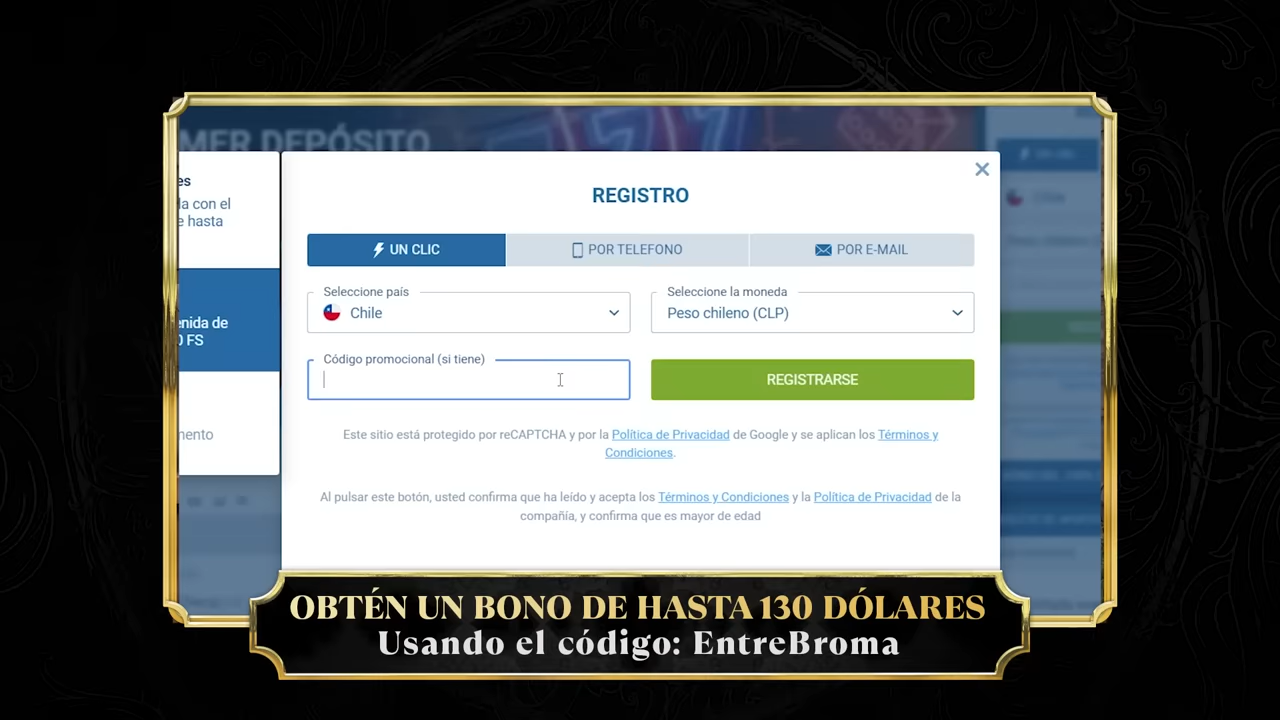 MER DEPÓSITO
es
la con el
e hasta
enida de
0 FS
nento
REGISTRO
UN CLIC
POR TELEFONO
POR E-MAIL
Seleccione país
Chile
Seleccione la moneda
Peso chileno (CLP)
Código promocional (si tiene)
REGISTRARSE
Este sitio está protegido por reCAPTCHA y por la Política de Privacidad de Google y se aplican los Términos y
Condiciones.
Al pulsar este botón, usted confirma que ha leído y acepta los Términos y Condiciones y la Política de Privacidad de la
compañía, y confirma que es mayor de edad
OBTÉN UN BONO DE HASTA 130 DÓLARES
Usando el código: EntreBroma